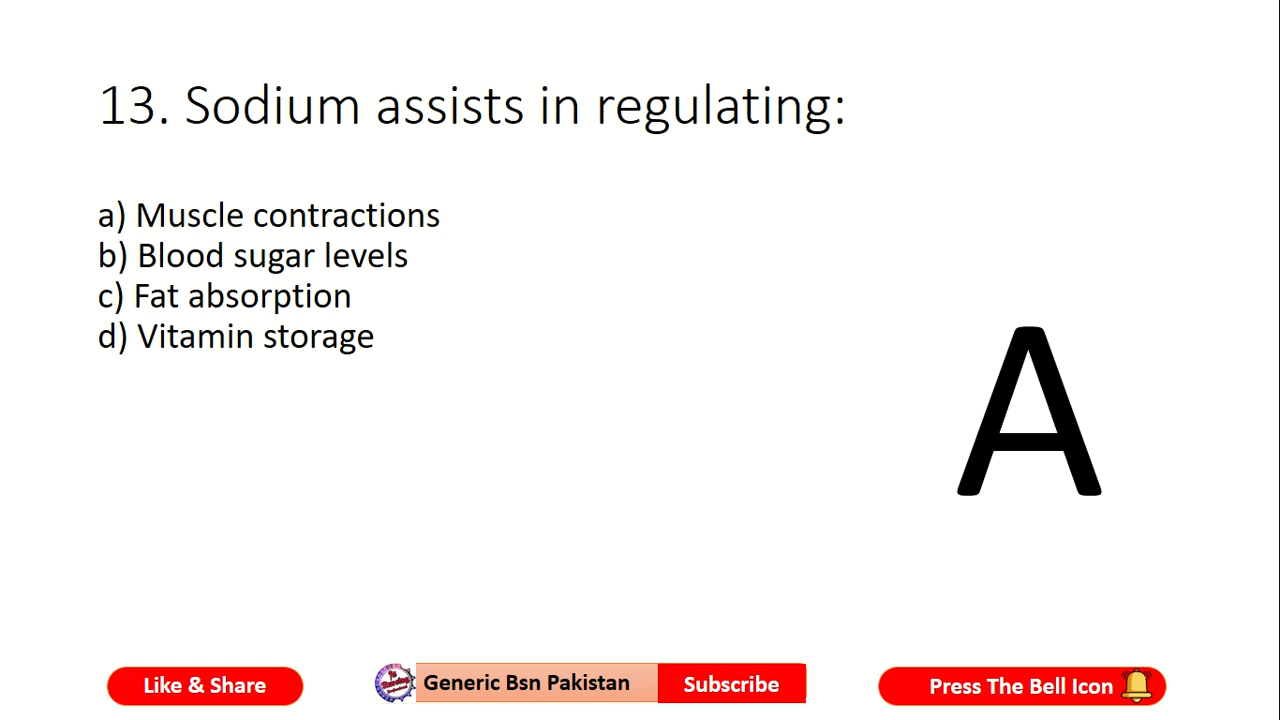 13. Sodium assists in regulating:
a) Muscle contractions
b) Blood sugar levels
c) Fat absorption
d) Vitamin storage
A
Like & Share
Generic Bsn Pakistan
Subscribe
Press The Bell Icon